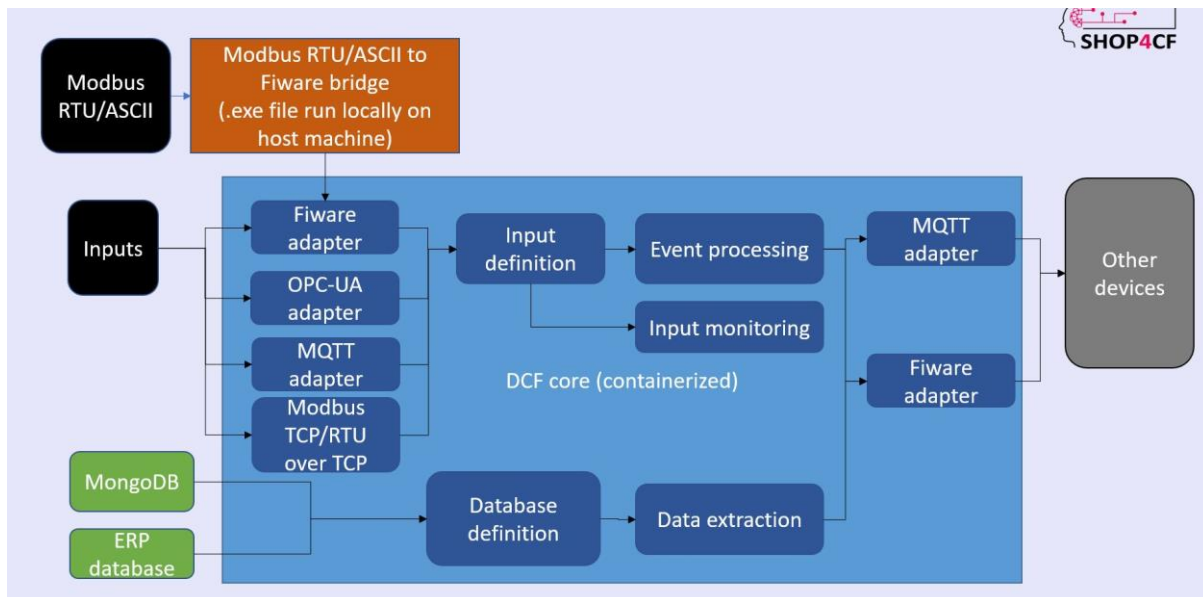 SHOP4CF
Modbus
RTU/ASCII
Modbus RTU/ASCII to
Fiware bridge
(.exe file run locally on
host machine)
Inputs
Fiware
adapter
OPC-UA
adapter
MQTT
adapter
Modbus
TCP/RTU
over TCP
Input
definition
Event processing
Input monitoring
DCF core (containerized)
MQTT
adapter
Fiware
adapter
Other
devices
MongoDB
ERP
database
Database
definition
Data extraction